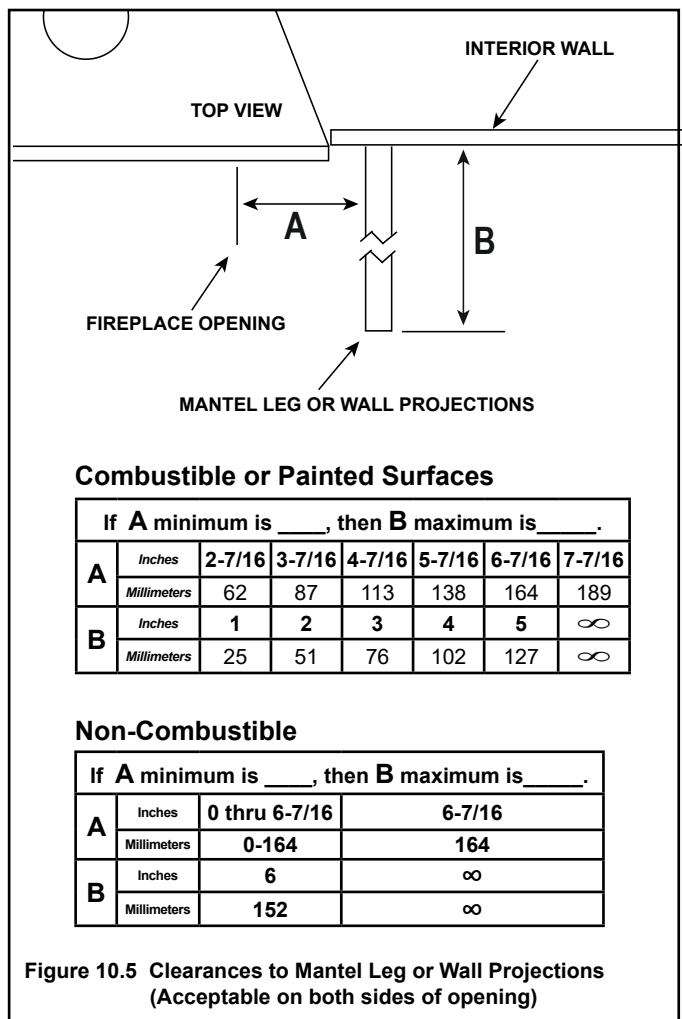 INTERIOR WALL
TOP VIEW
A
B
FIREPLACE OPENING
MANTEL LEG OR WALL PROJECTIONS
Combustible or Painted Surfaces
If A minimum is ____, then B maximum is_____.
A Inches 2-7/16 3-7/16 4-7/16 5-7/16 6-7/16 7-7/16
Millimeters 62 87 113 138 164 189
B Inches 1 2 3 4 5 ∞
Millimeters 25 51 76 102 127 ∞
Non-Combustible
If A minimum is ____, then B maximum is_____.
A Inches 0 thru 6-7/16 6-7/16
Millimeters 0-164 164
B Inches 6 ∞
Millimeters 152 ∞
Figure 10.5 Clearances to Mantel Leg or Wall Projections
(Acceptable on both sides of opening)